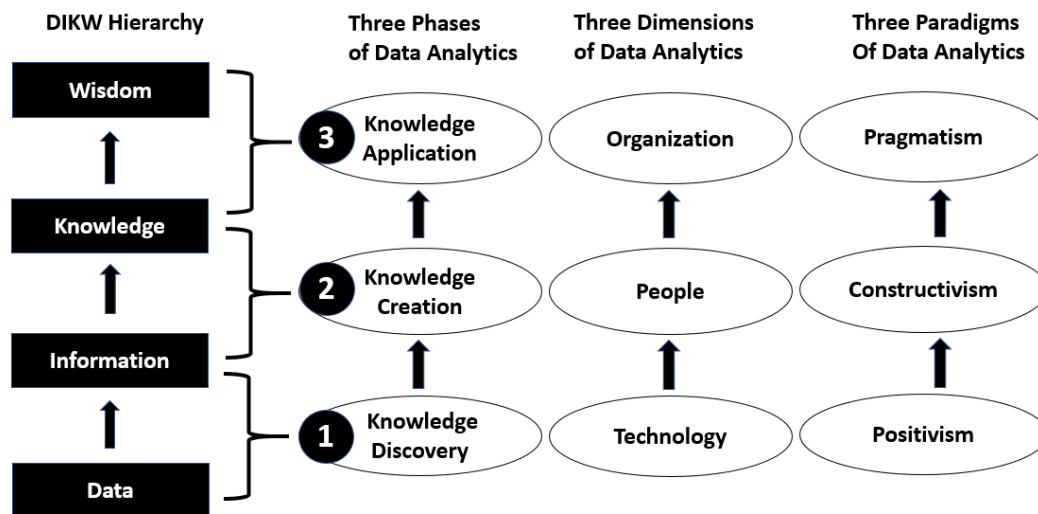 DIKW Hierarchy
Three Phases
of Data Analytics
Three Dimensions
of Data Analytics
Three Paradigms
Of Data Analytics
Wisdom
3
Knowledge
Application
Organization
Pragmatism
Knowledge
2
Knowledge
Creation
People
Constructivism
Information
1
Knowledge
Discovery
Technology
Positivism
Data